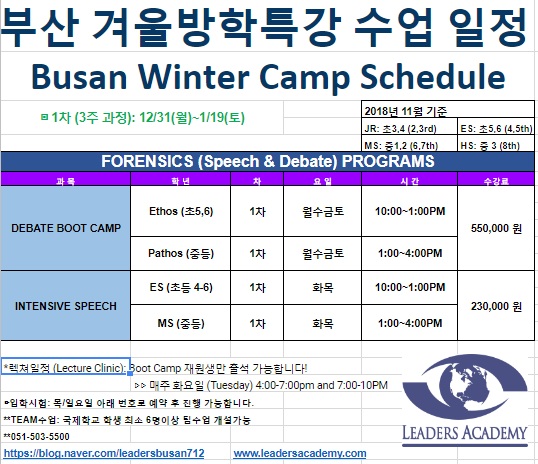 부산 겨울방학특강 수업 일정
Busan Winter Camp Schedule
¤ 1차 (3주 과정): 12/31(월)~1/19(토)
2018년 11월 기준
JR: 초3,4 (2,3rd) ES: 초5,6 (4,5th)
MS: 중1,2 (6,7th) HS: 중 3 (8th)
FORENSICS (Speech & Debate) PROGRAMS
과 목 학 년 차 요 일 시 간 수강료
DEBATE BOOT CAMP Ethos (초5,6) 1차 월수금토 10:00~1:00PM 550,000 원
Pathos (중등) 1차 월수금토 1:00~4:00PM
INTENSIVE SPEECH ES (초등 4-6) 1차 화목 10:00~1:00PM 230,000 원
MS (중등) 1차 화목 1:00~4:00PM
*렉쳐일정 (Lecture Clinic): Boot Camp 재원생만 출석 가능합니다!
>> 매주 화요일 (Tuesday) 4:00-7:00pm and 7:00-10PM
*입학시험: 목/일요일 아래 번호로 예약 후 진행 가능합니다.
**TEAM수업: 국제학교 학생 최소 6명이상 팀수업 개설가능
**051-503-5500
https://blog.naver.com/leadersbusan712 www.leadersacademy.com
LEADERS ACADEMY